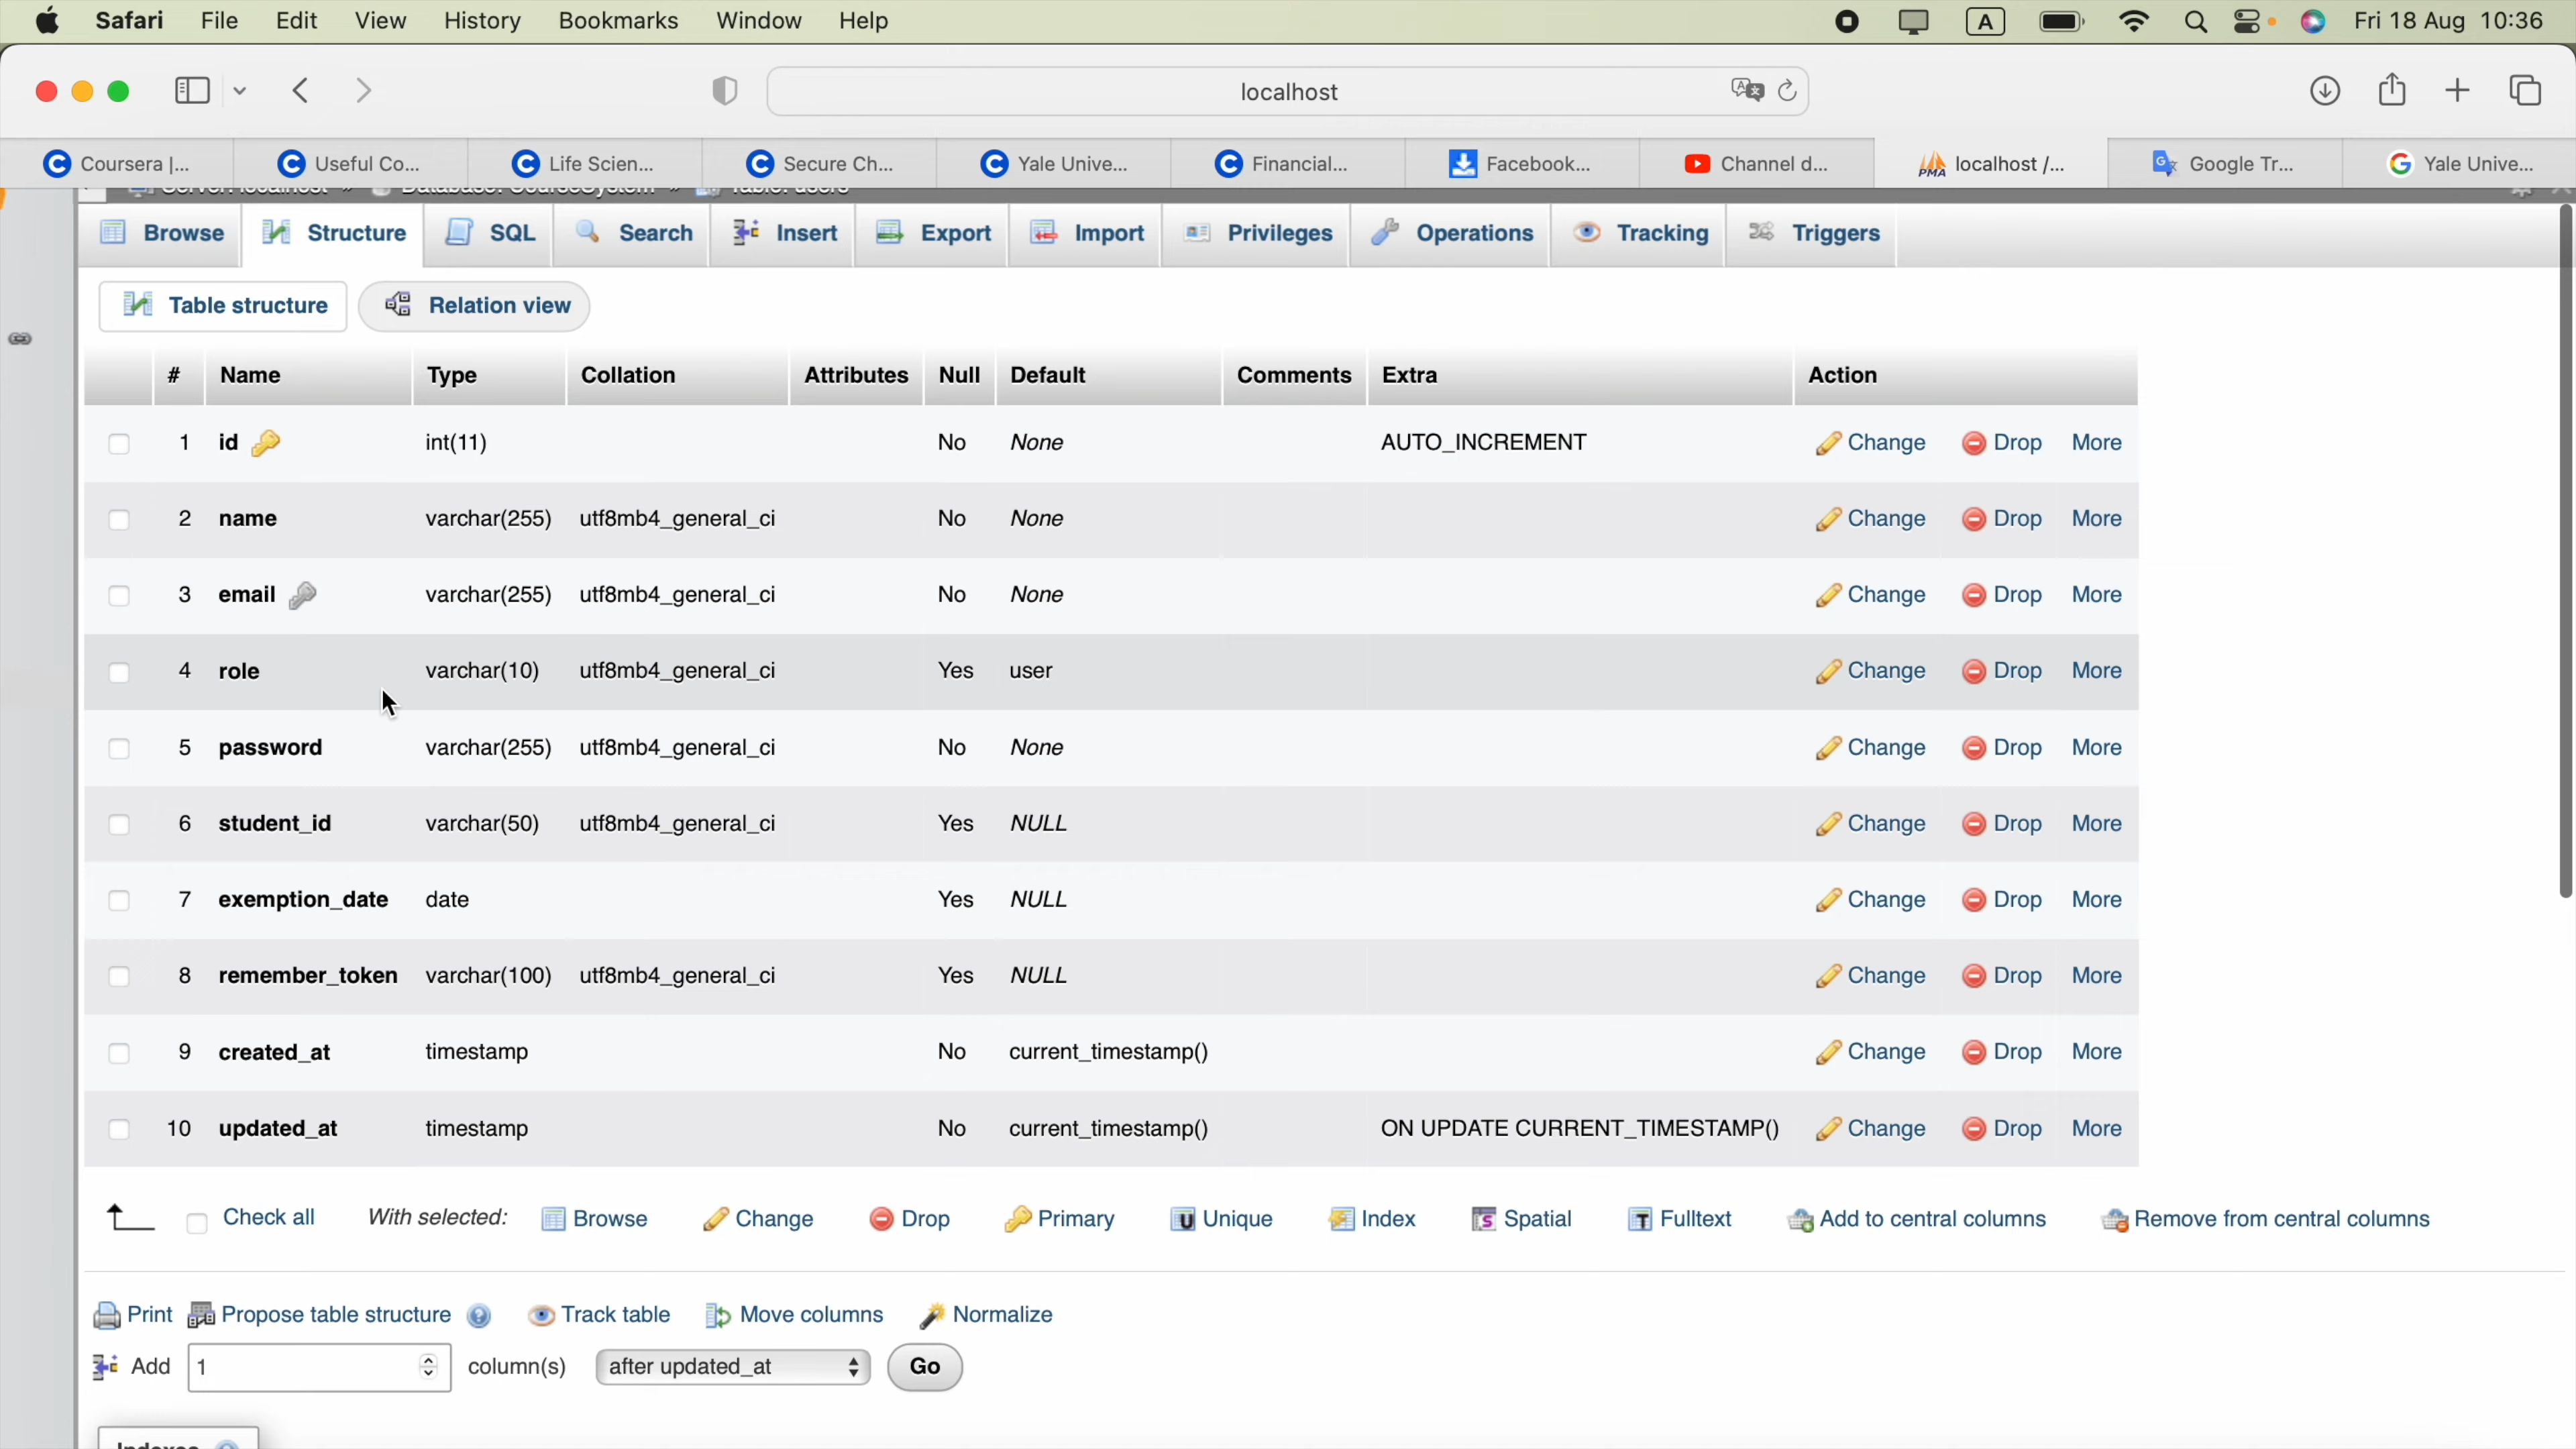 Safari File Edit View History Bookmarks Window Help A Fri 18 Aug 10:36
localhost
Coursera |... Useful Co... Life Scien... Secure Ch... Yale Unive... Financial... Facebook... Channel d... localhost /... Google Tr... Yale Unive...
Browse Structure SQL Search Insert Export Import Privileges Operations Tracking Triggers
Table structure Relation view
# Name Type Collation Attributes Null Default Comments Extra Action
1 id int(11) No None AUTO_INCREMENT Change Drop More
2 name varchar(255) utf8mb4_general_ci No None Change Drop More
3 email varchar(255) utf8mb4_general_ci No None Change Drop More
4 role varchar(10) utf8mb4_general_ci Yes user Change Drop More
5 password varchar(255) utf8mb4_general_ci No None Change Drop More
6 student_id varchar(50) utf8mb4_general_ci Yes NULL Change Drop More
7 exemption_date date Yes NULL Change Drop More
8 remember_token varchar(100) utf8mb4_general_ci Yes NULL Change Drop More
9 created_at timestamp No current_timestamp() Change Drop More
10 updated_at timestamp No current_timestamp() ON UPDATE CURRENT_TIMESTAMP() Change Drop More
Check all With selected: Browse Change Drop Primary Unique Index Spatial Fulltext Add to central columns Remove from central columns
Print Propose table structure Track table Move columns Normalize
Add 1 column(s) after updated_at Go